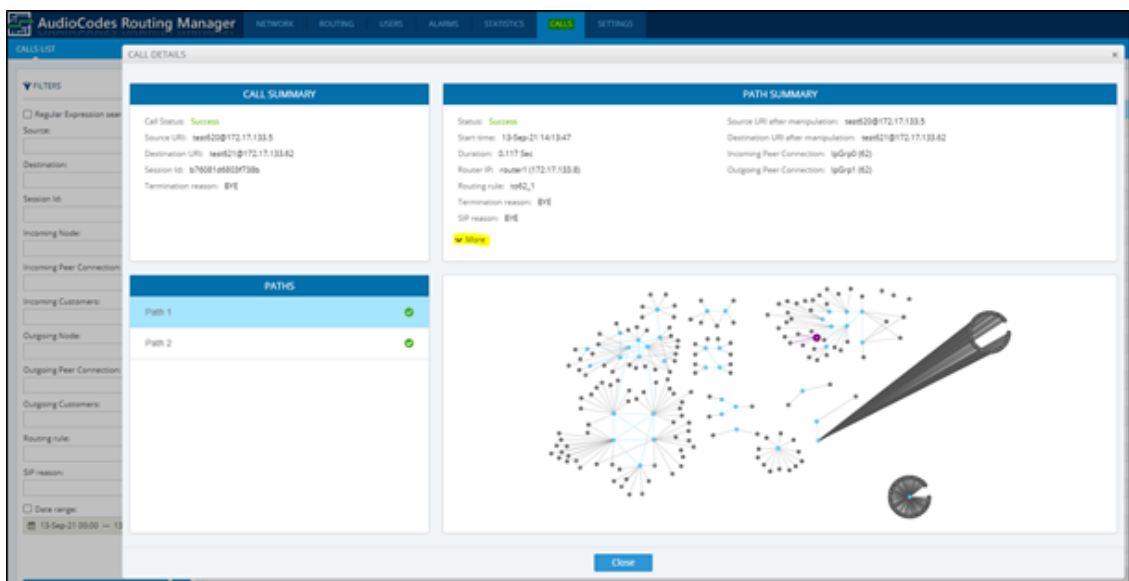 AudioCodes Routing Manager NETWORK ROUTING USERS ALARMS STATISTICS CALLS SETTINGS
CALLS LIST
CALL DETAILS
FILTERS
Regular Expression sear
Source:
Destination:
Session Id:
Incoming Node:
Incoming Peer Connection:
Incoming Customers:
Outgoing Node:
Outgoing Peer Connection:
Outgoing Customers:
Routing rule:
SIP reason:
Date range:
13-Sep-21 00:00 — 13
CALL SUMMARY
Call Status: Success
Source URI: test620@172.17.133.5
Destination URI: test621@172.17.133.62
Session Id: b76081d6803f738b
Termination reason: BYE
PATH SUMMARY
Status: Success
Start time: 13-Sep-21 14:13:47
Duration: 0.117 Sec
Router IP: router1 (172.17.133.8)
Routing rule: to62_1
Termination reason: BYE
SIP reason: BYE
More
Source URI after manipulation: test620@172.17.133.5
Destination URI after manipulation: test621@172.17.133.62
Incoming Peer Connection: IpGrp0 (62)
Outgoing Peer Connection: IpGrp1 (62)
PATHS
Path 1
Path 2
Close